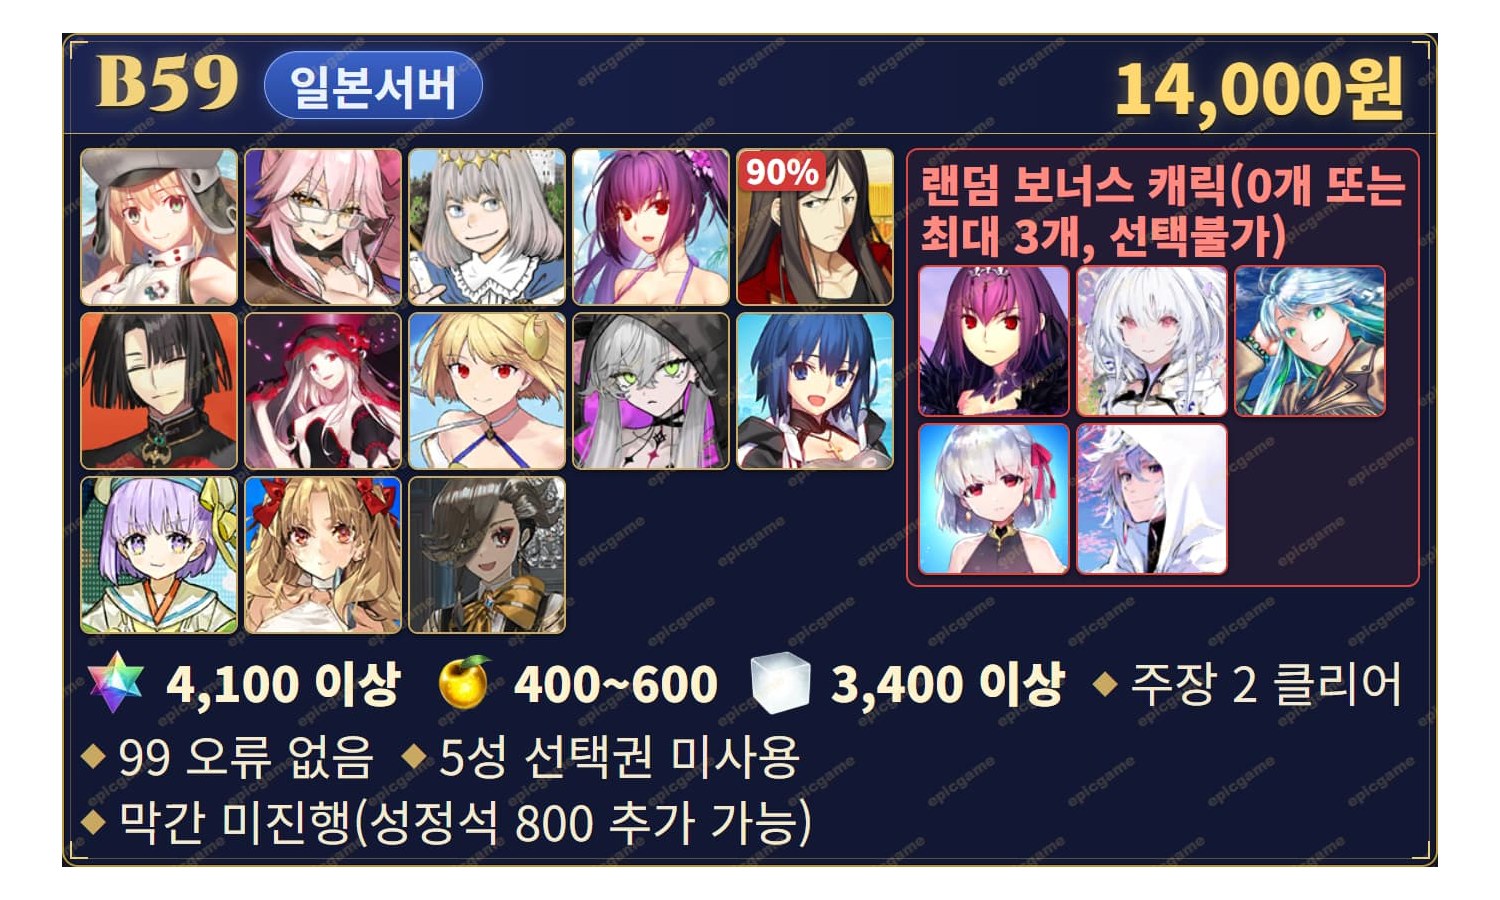 B59 일본서버 14,000원
90%
랜덤 보너스 캐릭(0개 또는
최대 3개, 선택불가)
4,100 이상 400~600 3,400 이상 ◆ 주장 2 클리어
◆ 99 오류 없음 ◆ 5성 선택권 미사용
◆ 막간 미진행(성정석 800 추가 가능)
epicgame